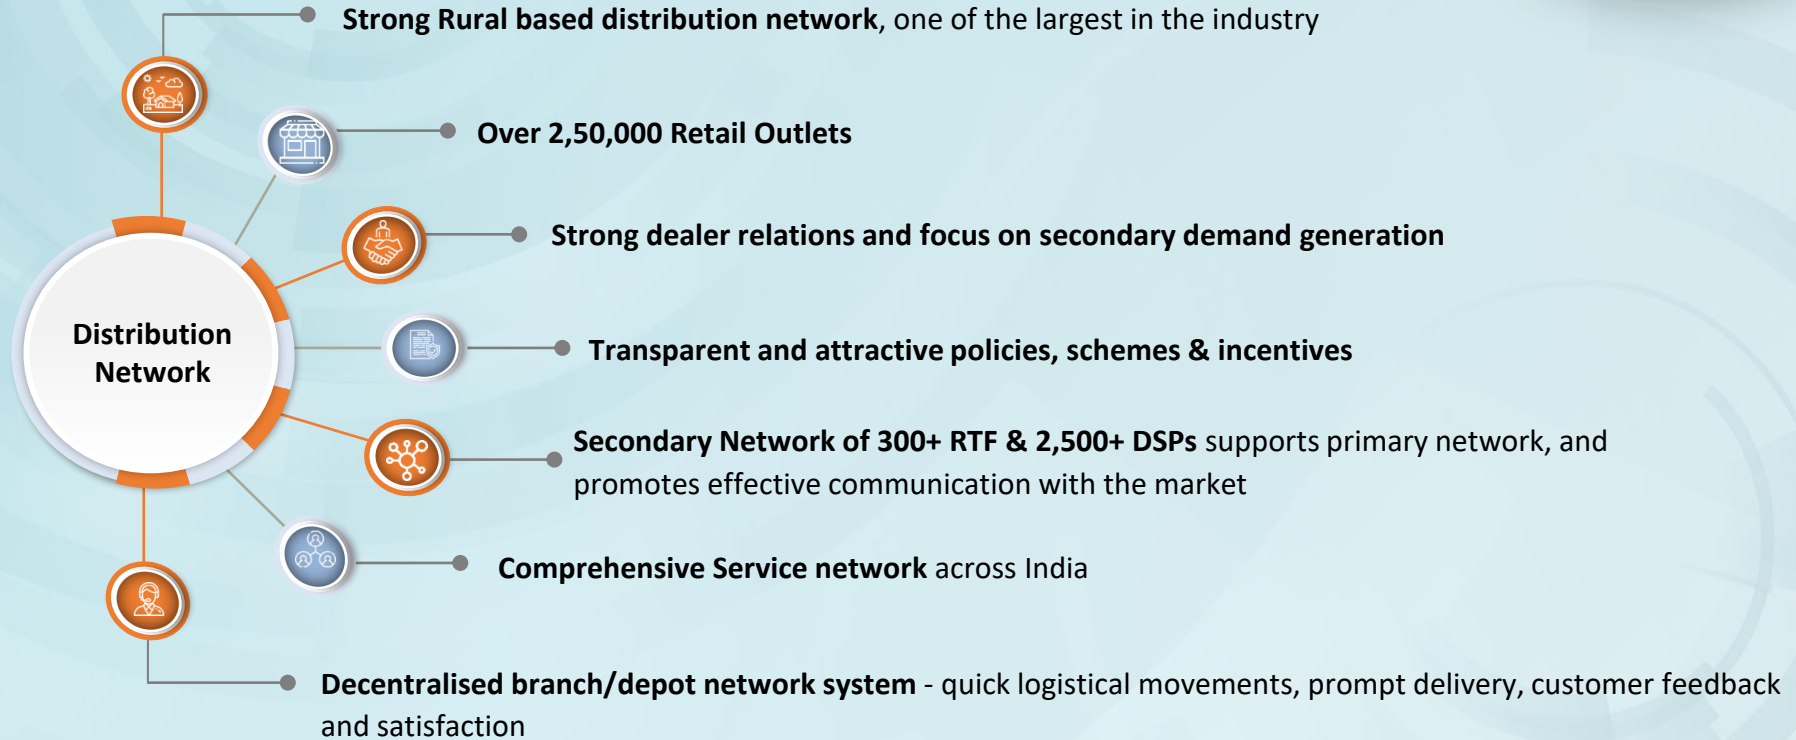 Strong Rural based distribution network, one of the largest in the industry
Over 2,50,000 Retail Outlets
Strong dealer relations and focus on secondary demand generation
Distribution
Network
Transparent and attractive policies, schemes & incentives
Secondary Network of 300+ RTF & 2,500+ DSPs supports primary network, and
promotes effective communication with the market
Comprehensive Service network across India
Decentralised branch/depot network system - quick logistical movements, prompt delivery, customer feedback
and satisfaction